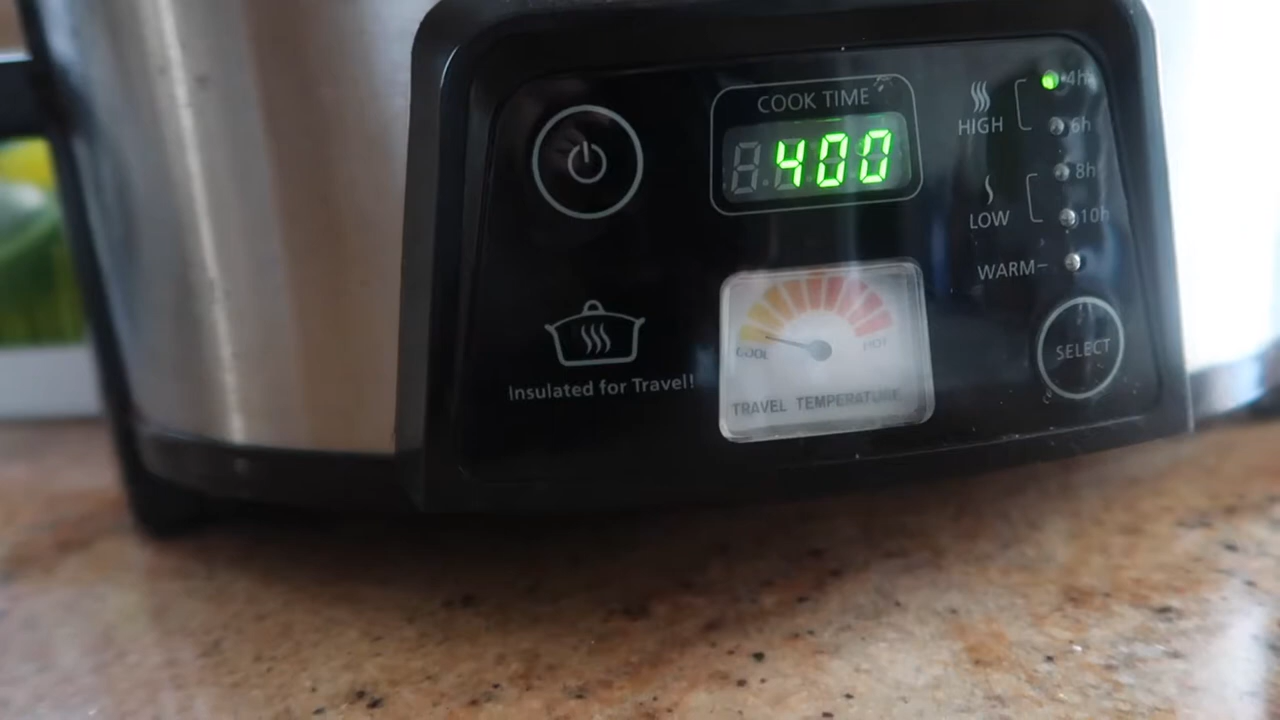 COOK TIME
400
HIGH
4h
6h
8h
LOW
10h
WARM
SELECT
Insulated for Travel!
COOL
HOT
TRAVEL TEMPERATURE